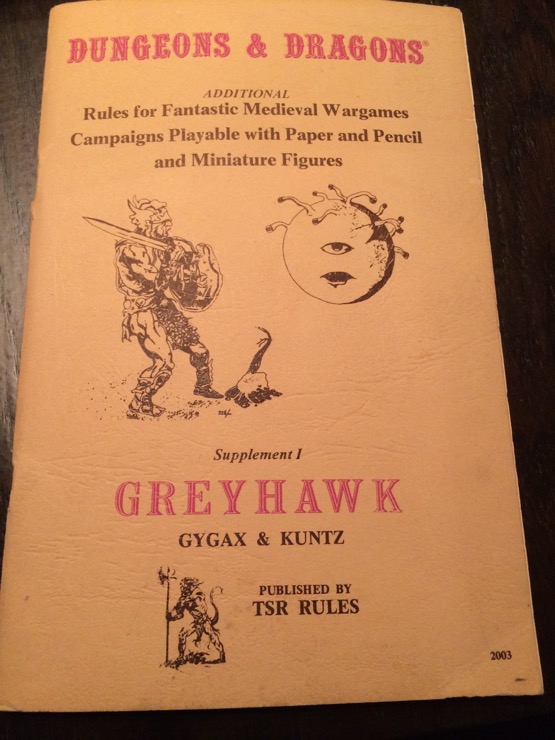 DUNGEONS & DRAGONS®
ADDITIONAL
Rules for Fantastic Medieval Wargames
Campaigns Playable with Paper and Pencil
and Miniature Figures
Supplement I
GREYHAWK
GYGAX & KUNTZ
PUBLISHED BY
TSR RULES
2003